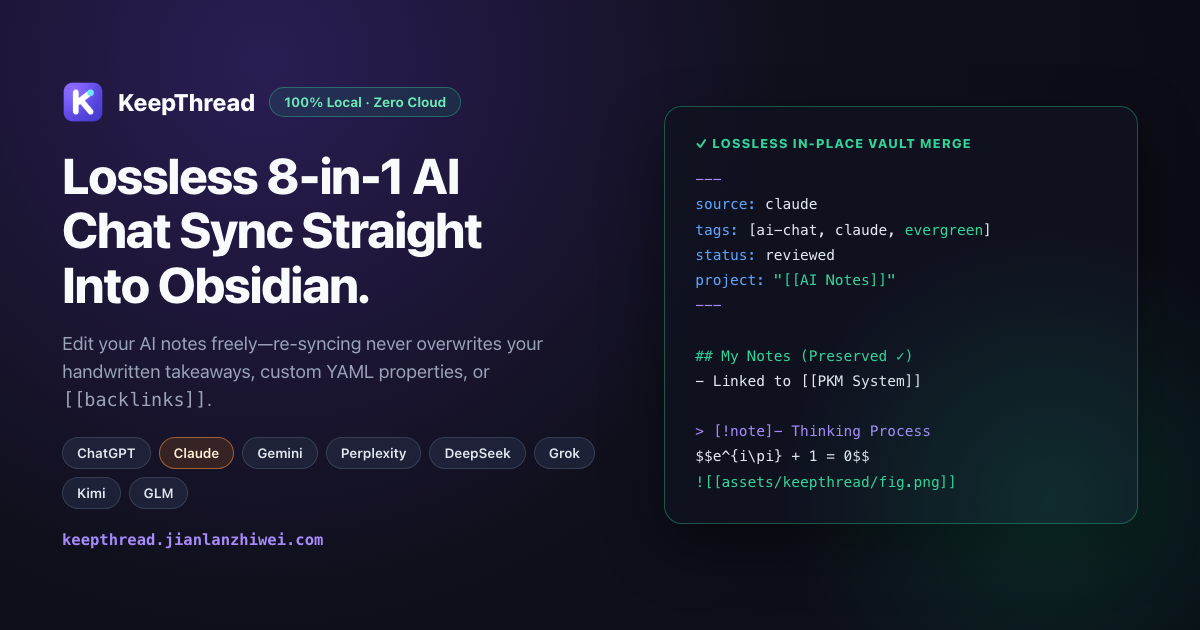 KeepThread
100% Local · Zero Cloud
Lossless 8-in-1 AI
Chat Sync Straight
Into Obsidian.
Edit your AI notes freely—re-syncing never overwrites your
handwritten takeaways, custom YAML properties, or
[[backlinks]].
ChatGPT
Claude
Gemini
Perplexity
DeepSeek
Grok
Kimi
GLM
keepthread.jianlanzhiwei.com
✓ LOSSLESS IN-PLACE VAULT MERGE
---
source: claude
tags: [ai-chat, claude, evergreen]
status: reviewed
project: "[[AI Notes]]"
---
## My Notes (Preserved ✓)
- Linked to [[PKM System]]
> [!note]- Thinking Process
$$e^{i\pi} + 1 = 0$$
![[assets/keepthread/fig.png]]